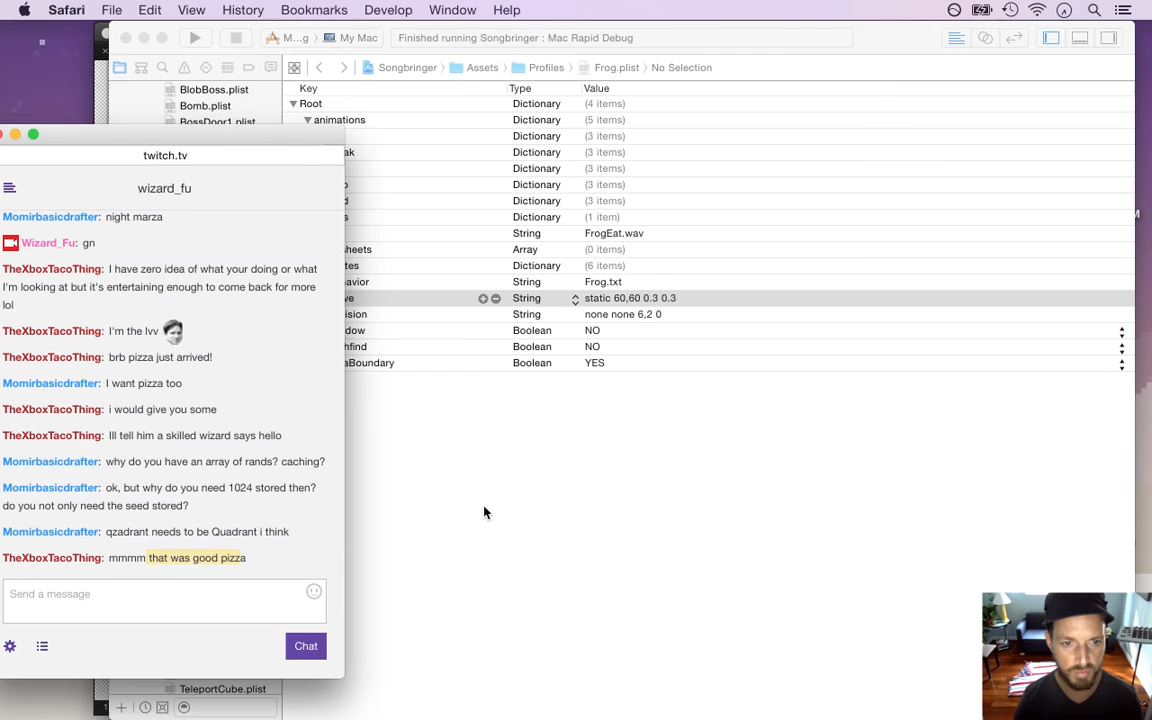 Safari File Edit View History Bookmarks Develop Window Help
M...g My Mac
Finished running Songbringer : Mac Rapid Debug
Songbringer Assets Profiles Frog.plist No Selection
BlobBoss.plist
Bomb.plist
BossDoor1.plist
Key Type Value
Root Dictionary (4 items)
animations Dictionary (5 items)
Dictionary (3 items)
ak Dictionary (3 items)
Dictionary (3 items)
Dictionary (3 items)
d Dictionary (3 items)
s Dictionary (1 item)
String FrogEat.wav
sheets Array (0 items)
tes Dictionary (6 items)
avior String Frog.txt
ve String static 60,60 0.3 0.3
ision String none none 6,2 0
dow Boolean NO
hfind Boolean NO
aBoundary Boolean YES
twitch.tv
wizard_fu
Momirbasicdrafter: night marza
Wizard_Fu: gn
TheXboxTacoThing: I have zero idea of what your doing or what
I'm looking at but it's entertaining enough to come back for more
lol
TheXboxTacoThing: I'm the lvv
TheXboxTacoThing: brb pizza just arrived!
Momirbasicdrafter: I want pizza too
TheXboxTacoThing: i would give you some
TheXboxTacoThing: Ill tell him a skilled wizard says hello
Momirbasicdrafter: why do you have an array of rands? caching?
Momirbasicdrafter: ok, but why do you need 1024 stored then?
do you not only need the seed stored?
Momirbasicdrafter: qzadrant needs to be Quadrant i think
TheXboxTacoThing: mmmm that was good pizza
Send a message
Chat
TeleportCube.plist